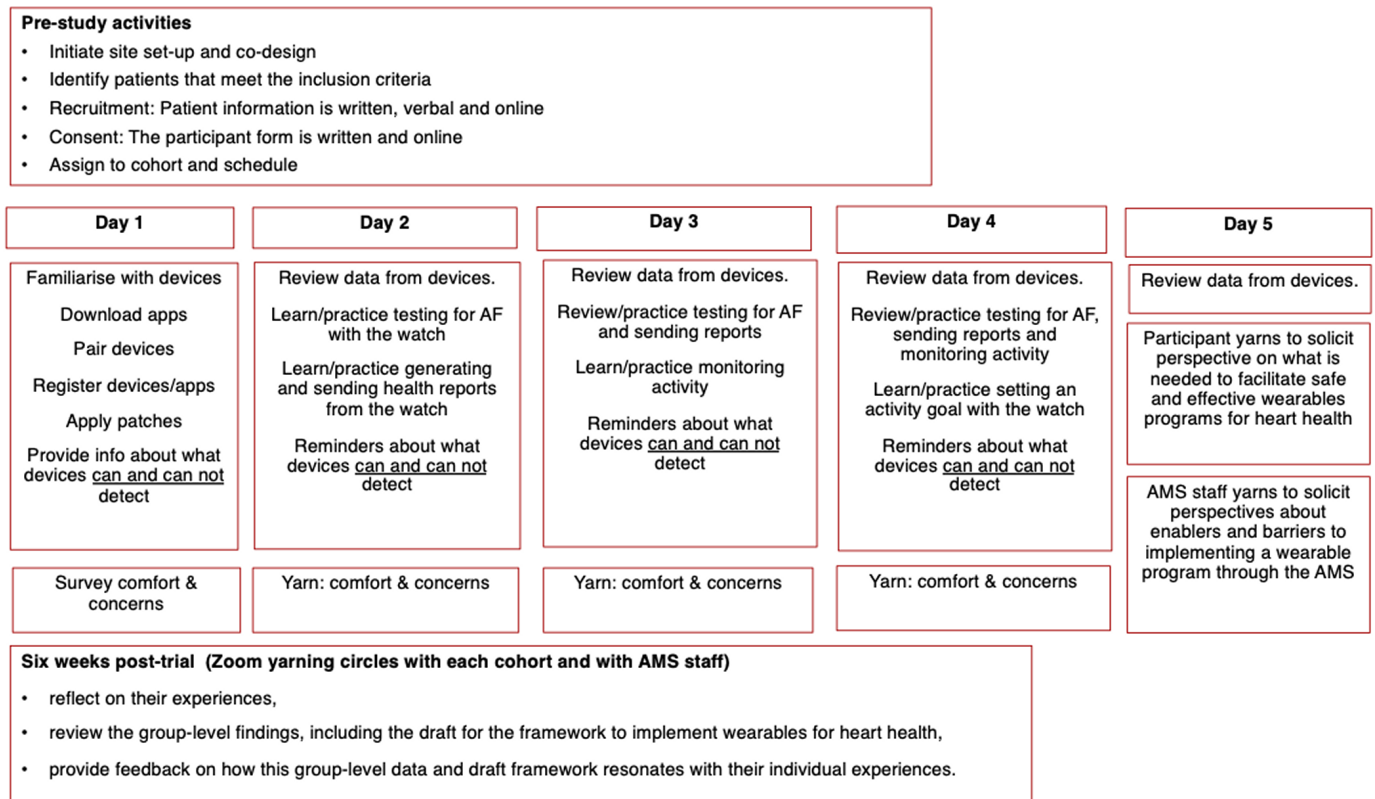 Pre-study activities
• Initiate site set-up and co-design
• Identify patients that meet the inclusion criteria
• Recruitment: Patient information is written, verbal and online
• Consent: The participant form is written and online
• Assign to cohort and schedule
Day 1
Familiarise with devices
Download apps
Pair devices
Register devices/apps
Apply patches
Provide info about what
devices can and can not
detect
Survey comfort &
concerns
Day 2
Review data from devices.
Learn/practice testing for AF
with the watch
Learn/practice generating
and sending health reports
from the watch
Reminders about what
devices can and can not
detect
Yarn: comfort & concerns
Day 3
Review data from devices.
Review/practice testing for AF
and sending reports
Learn/practice monitoring
activity
Reminders about what
devices can and can not
detect
Yarn: comfort & concerns
Day 4
Review data from devices.
Review/practice testing for AF,
sending reports and
monitoring activity
Learn/practice setting an
activity goal with the watch
Reminders about what
devices can and can not
detect
Yarn: comfort & concerns
Day 5
Review data from devices.
Participant yarns to solicit
perspective on what is
needed to facilitate safe
and effective wearables
programs for heart health
AMS staff yarns to solicit
perspectives about
enablers and barriers to
implementing a wearable
program through the AMS
Six weeks post-trial (Zoom yarning circles with each cohort and with AMS staff)
• reflect on their experiences,
• review the group-level findings, including the draft for the framework to implement wearables for heart health,
• provide feedback on how this group-level data and draft framework resonates with their individual experiences.